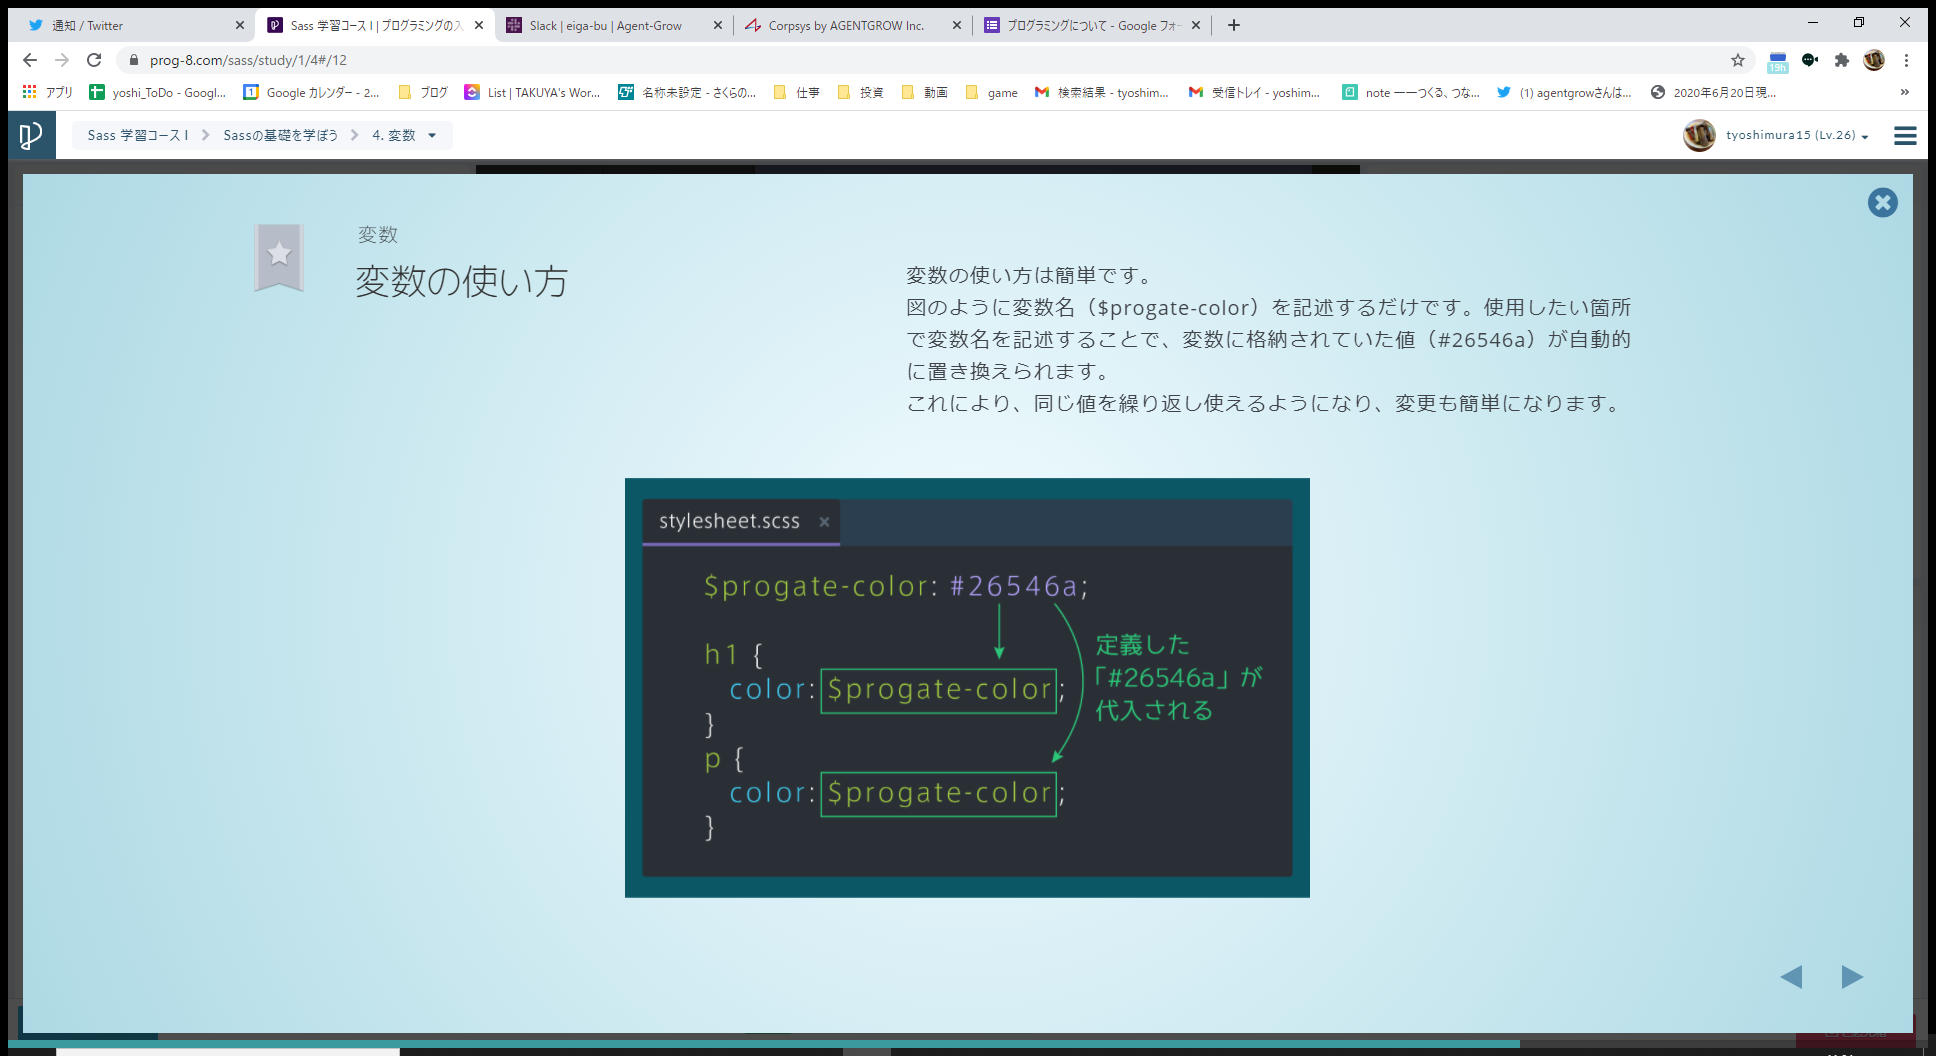 通知 / Twitter
Sass 学習コース I | プログラミングの入
Slack | eiga-bu | Agent-Grow
Corpsys by AGENTGROW Inc.
プログラミングについて - Google フォー
prog-8.com/sass/study/1/4#/12
19h
アプリ
yoshi_ToDo - Googl...
Google カレンダー - 2...
ブログ
List | TAKUYA's Wor...
名称未設定 - さくらの...
仕事
投資
動画
game
検索結果 - tyoshim...
受信トレイ - yoshim...
note ーーつくる、つな...
(1) agentgrowさんは...
2020年6月20日現...
»
Sass 学習コース I
Sassの基礎を学ぼう
4. 変数
tyoshimura15 (Lv.26)
変数
変数の使い方
変数の使い方は簡単です。
図のように変数名（$progate-color）を記述するだけです。使用したい箇所
で変数名を記述することで、変数に格納されていた値（#26546a）が自動的
に置き換えられます。
これにより、同じ値を繰り返し使えるようになり、変更も簡単になります。
stylesheet.scss
$progate-color: #26546a;
h1 {
color: $progate-color;
}
p {
color: $progate-color;
}
定義した
「#26546a」が
代入される